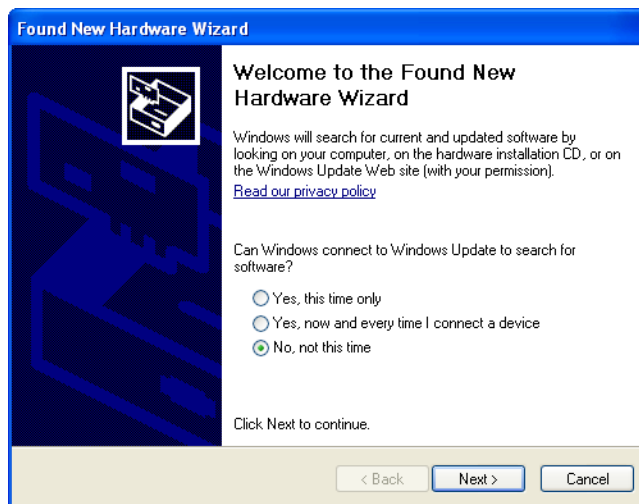 Found New Hardware Wizard
Welcome to the Found New
Hardware Wizard
Windows will search for current and updated software by
looking on your computer, on the hardware installation CD, or on
the Windows Update Web site (with your permission).
Read our privacy policy
Can Windows connect to Windows Update to search for
software?
Yes, this time only
Yes, now and every time I connect a device
No, not this time
Click Next to continue.
< Back Next > Cancel